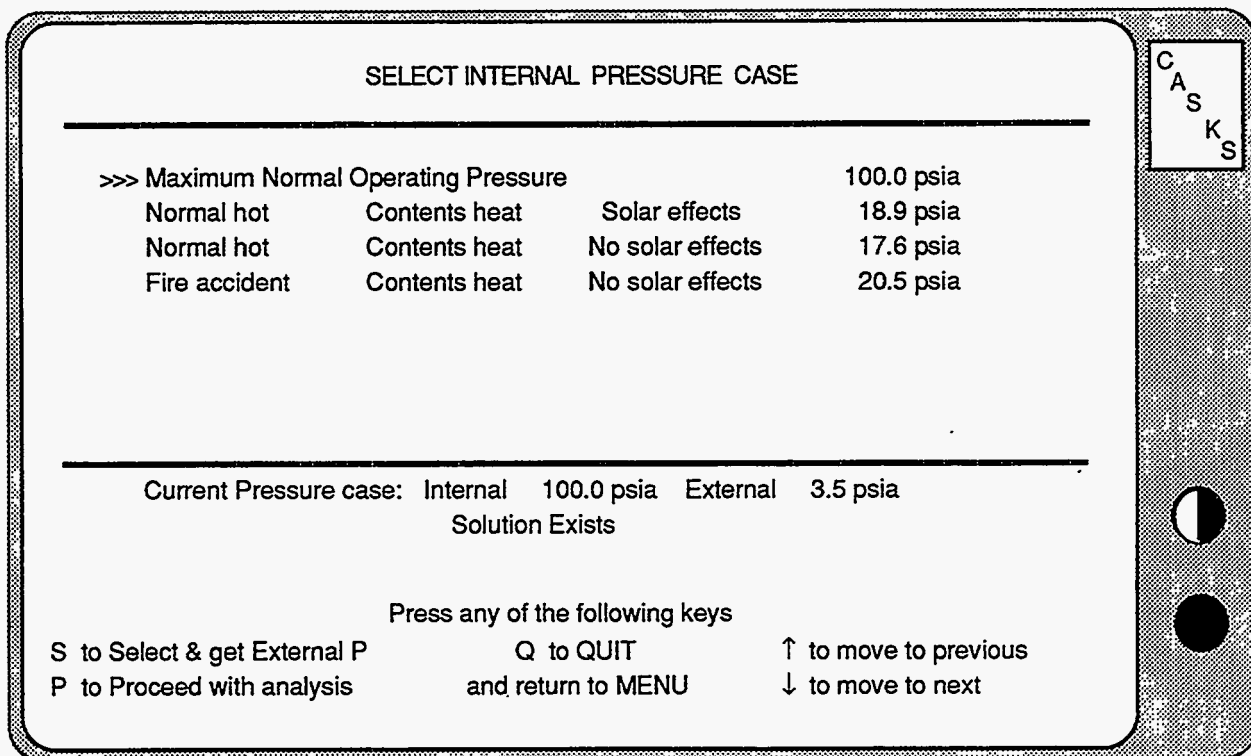 SELECT INTERNAL PRESSURE CASE
CASKS
>>> Maximum Normal Operating Pressure 100.0 psia
Normal hot Contents heat Solar effects 18.9 psia
Normal hot Contents heat No solar effects 17.6 psia
Fire accident Contents heat No solar effects 20.5 psia
Current Pressure case: Internal 100.0 psia External 3.5 psia
Solution Exists
Press any of the following keys
S to Select & get External P Q to QUIT ↑ to move to previous
P to Proceed with analysis and return to MENU ↓ to move to next